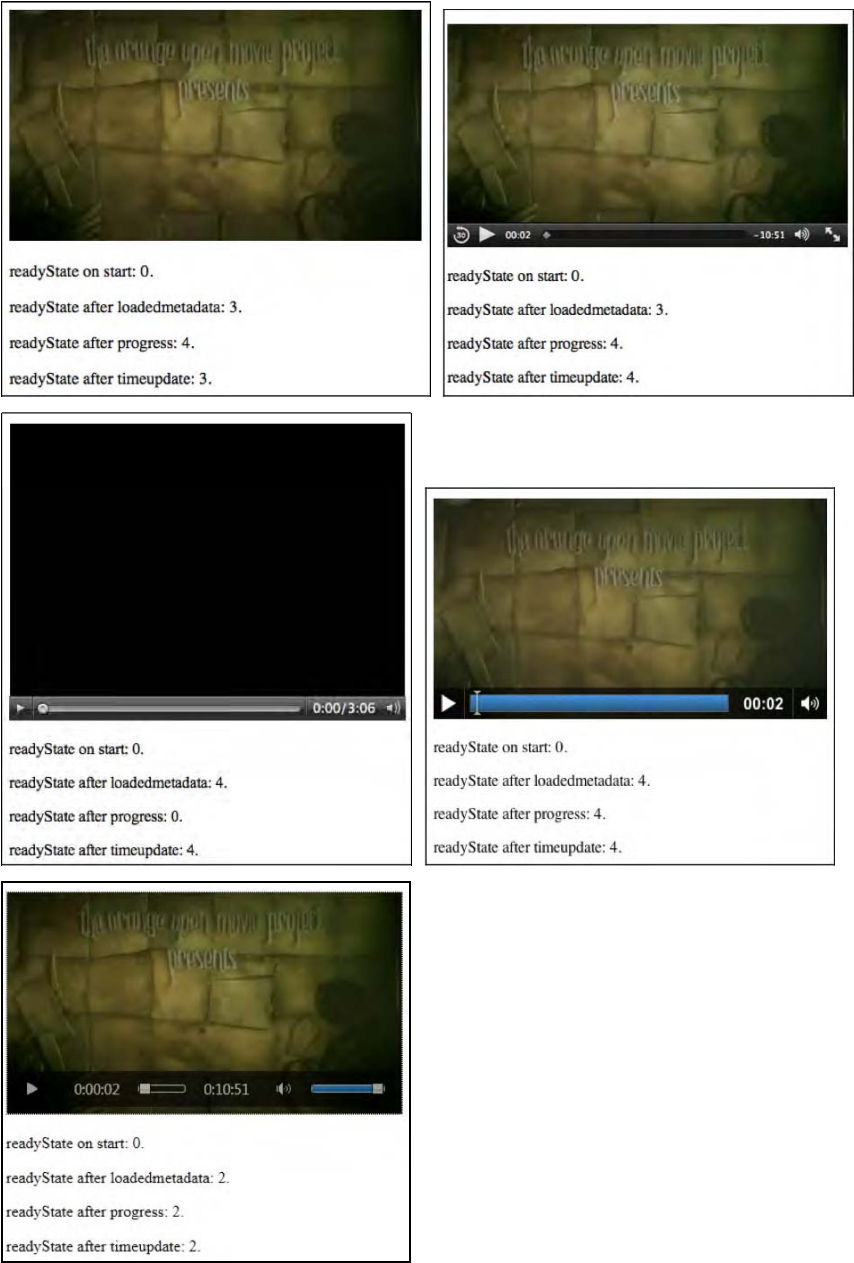 the orange open movie project
presents
readyState on start: 0.
readyState after loadedmetadata: 3.
readyState after progress: 4.
readyState after timeupdate: 3.
the orange open movie project
presents
30
00:02
-10:51
readyState on start: 0.
readyState after loadedmetadata: 3.
readyState after progress: 4.
readyState after timeupdate: 4.
0:00/3:06
readyState on start: 0.
readyState after loadedmetadata: 4.
readyState after progress: 0.
readyState after timeupdate: 4.
the orange open movie project
presents
00:02
readyState on start: 0.
readyState after loadedmetadata: 4.
readyState after progress: 4.
readyState after timeupdate: 4.
the orange open movie project
presents
0:00:02
0:10:51
readyState on start: 0.
readyState after loadedmetadata: 2.
readyState after progress: 2.
readyState after timeupdate: 2.